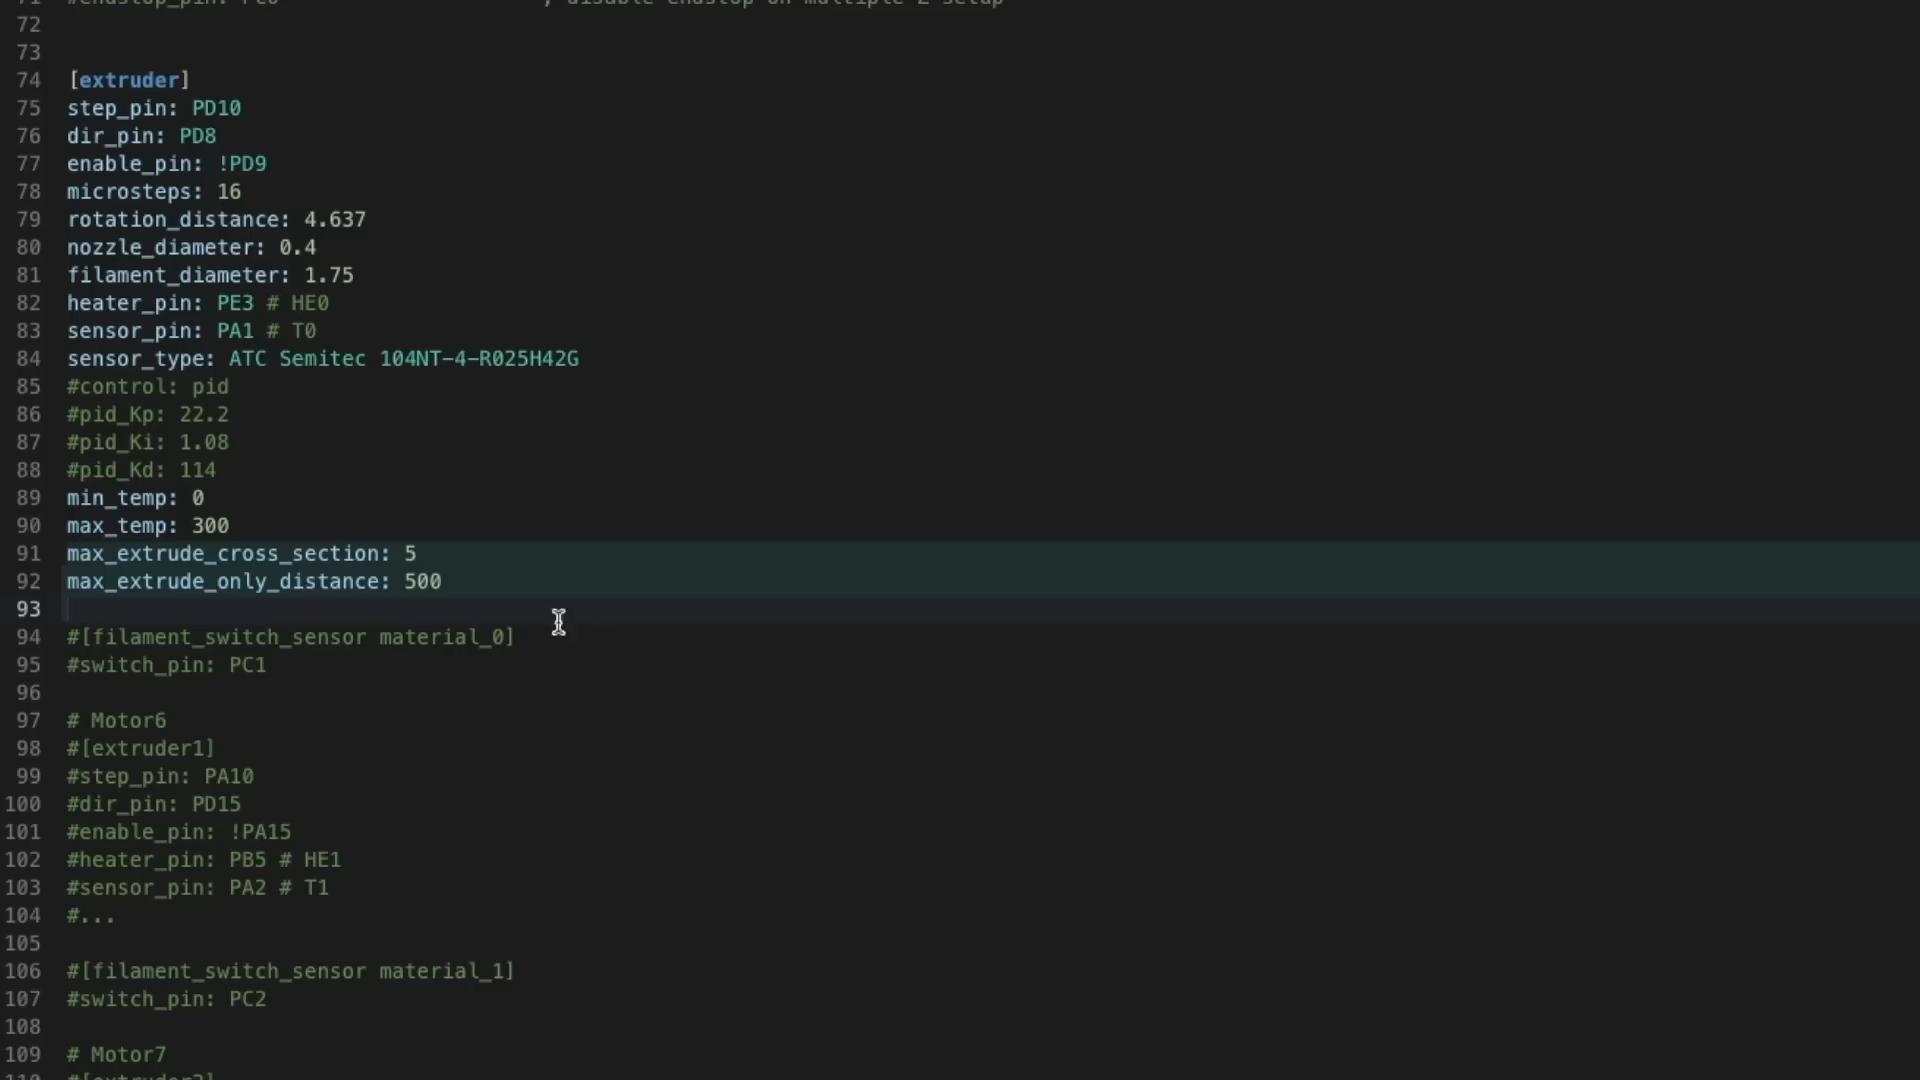 72
73
74 [extruder]
75 step_pin: PD10
76 dir_pin: PD8
77 enable_pin: !PD9
78 microsteps: 16
79 rotation_distance: 4.637
80 nozzle_diameter: 0.4
81 filament_diameter: 1.75
82 heater_pin: PE3 # HE0
83 sensor_pin: PA1 # T0
84 sensor_type: ATC Semitec 104NT-4-R025H42G
85 #control: pid
86 #pid_Kp: 22.2
87 #pid_Ki: 1.08
88 #pid_Kd: 114
89 min_temp: 0
90 max_temp: 300
91 max_extrude_cross_section: 5
92 max_extrude_only_distance: 500
93
94 #[filament_switch_sensor material_0]
95 #switch_pin: PC1
96
97 # Motor6
98 #[extruder1]
99 #step_pin: PA10
100 #dir_pin: PD15
101 #enable_pin: !PA15
102 #heater_pin: PB5 # HE1
103 #sensor_pin: PA2 # T1
104 #...
105
106 #[filament_switch_sensor material_1]
107 #switch_pin: PC2
108
109 # Motor7